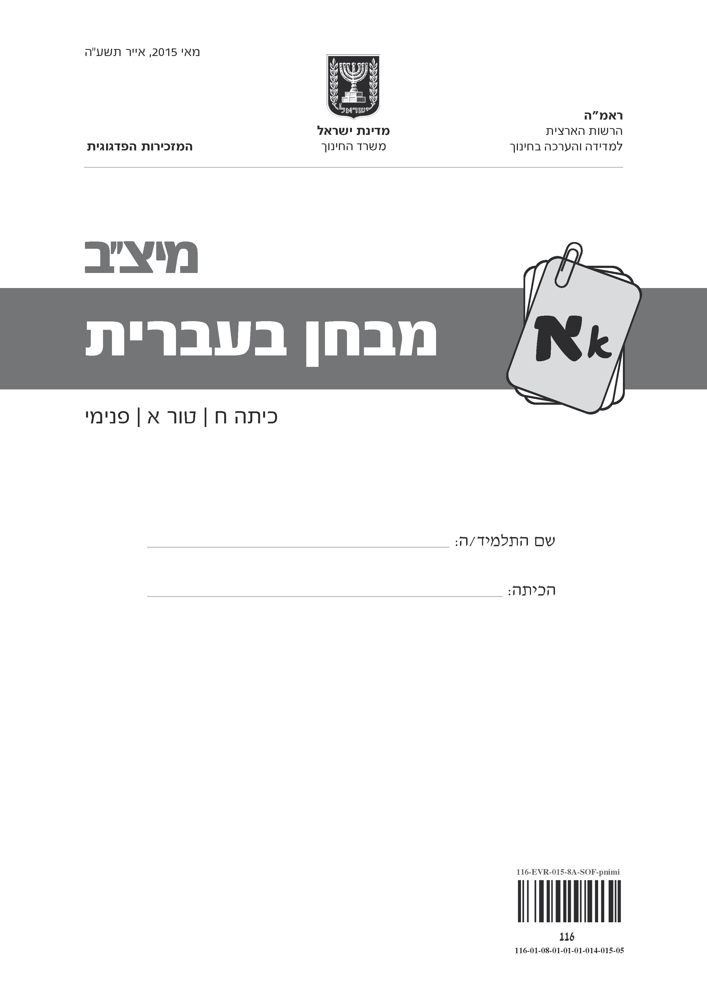 מאי 2015, אייר תשע"ה
ישראל
ראמ"ה
הרשות הארצית
למדידה והערכה בחינוך
מדינת ישראל
משרד החינוך
המזכירות הפדגוגית
מיצ"ב
א א
מבחן בעברית
כיתה ח | טור א | פנימי
שם התלמיד/ה:
הכיתה:
116-EVR-015-8A-SOF-pnimi
116
116-01-08-01-01-01-014-015-05